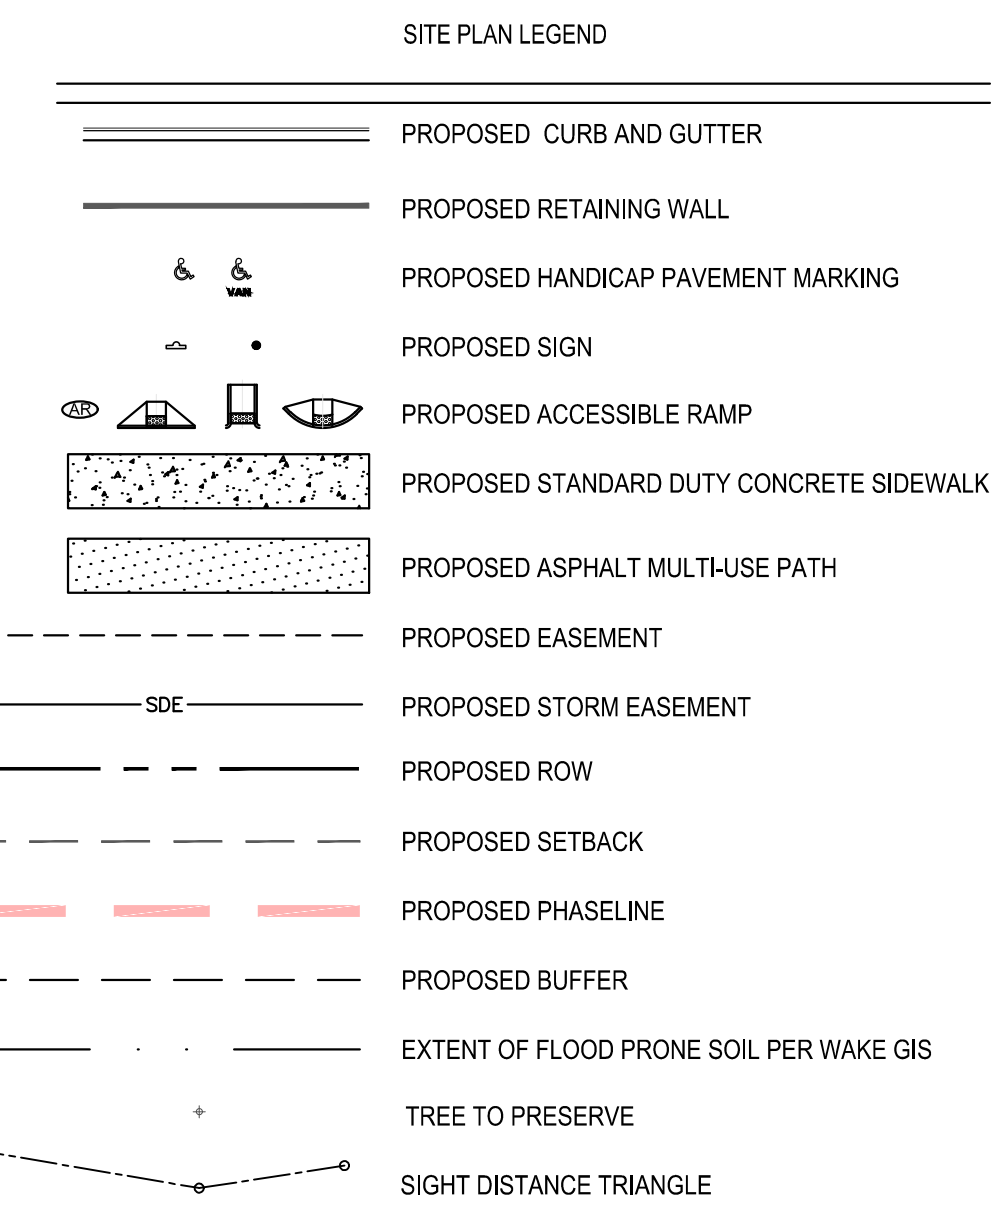 SITE PLAN LEGEND
PROPOSED CURB AND GUTTER
PROPOSED RETAINING WALL
VAN
PROPOSED HANDICAP PAVEMENT MARKING
PROPOSED SIGN
AR
PROPOSED ACCESSIBLE RAMP
PROPOSED STANDARD DUTY CONCRETE SIDEWALK
PROPOSED ASPHALT MULTI-USE PATH
PROPOSED EASEMENT
SDE
PROPOSED STORM EASEMENT
PROPOSED ROW
PROPOSED SETBACK
PROPOSED PHASELINE
PROPOSED BUFFER
EXTENT OF FLOOD PRONE SOIL PER WAKE GIS
TREE TO PRESERVE
SIGHT DISTANCE TRIANGLE